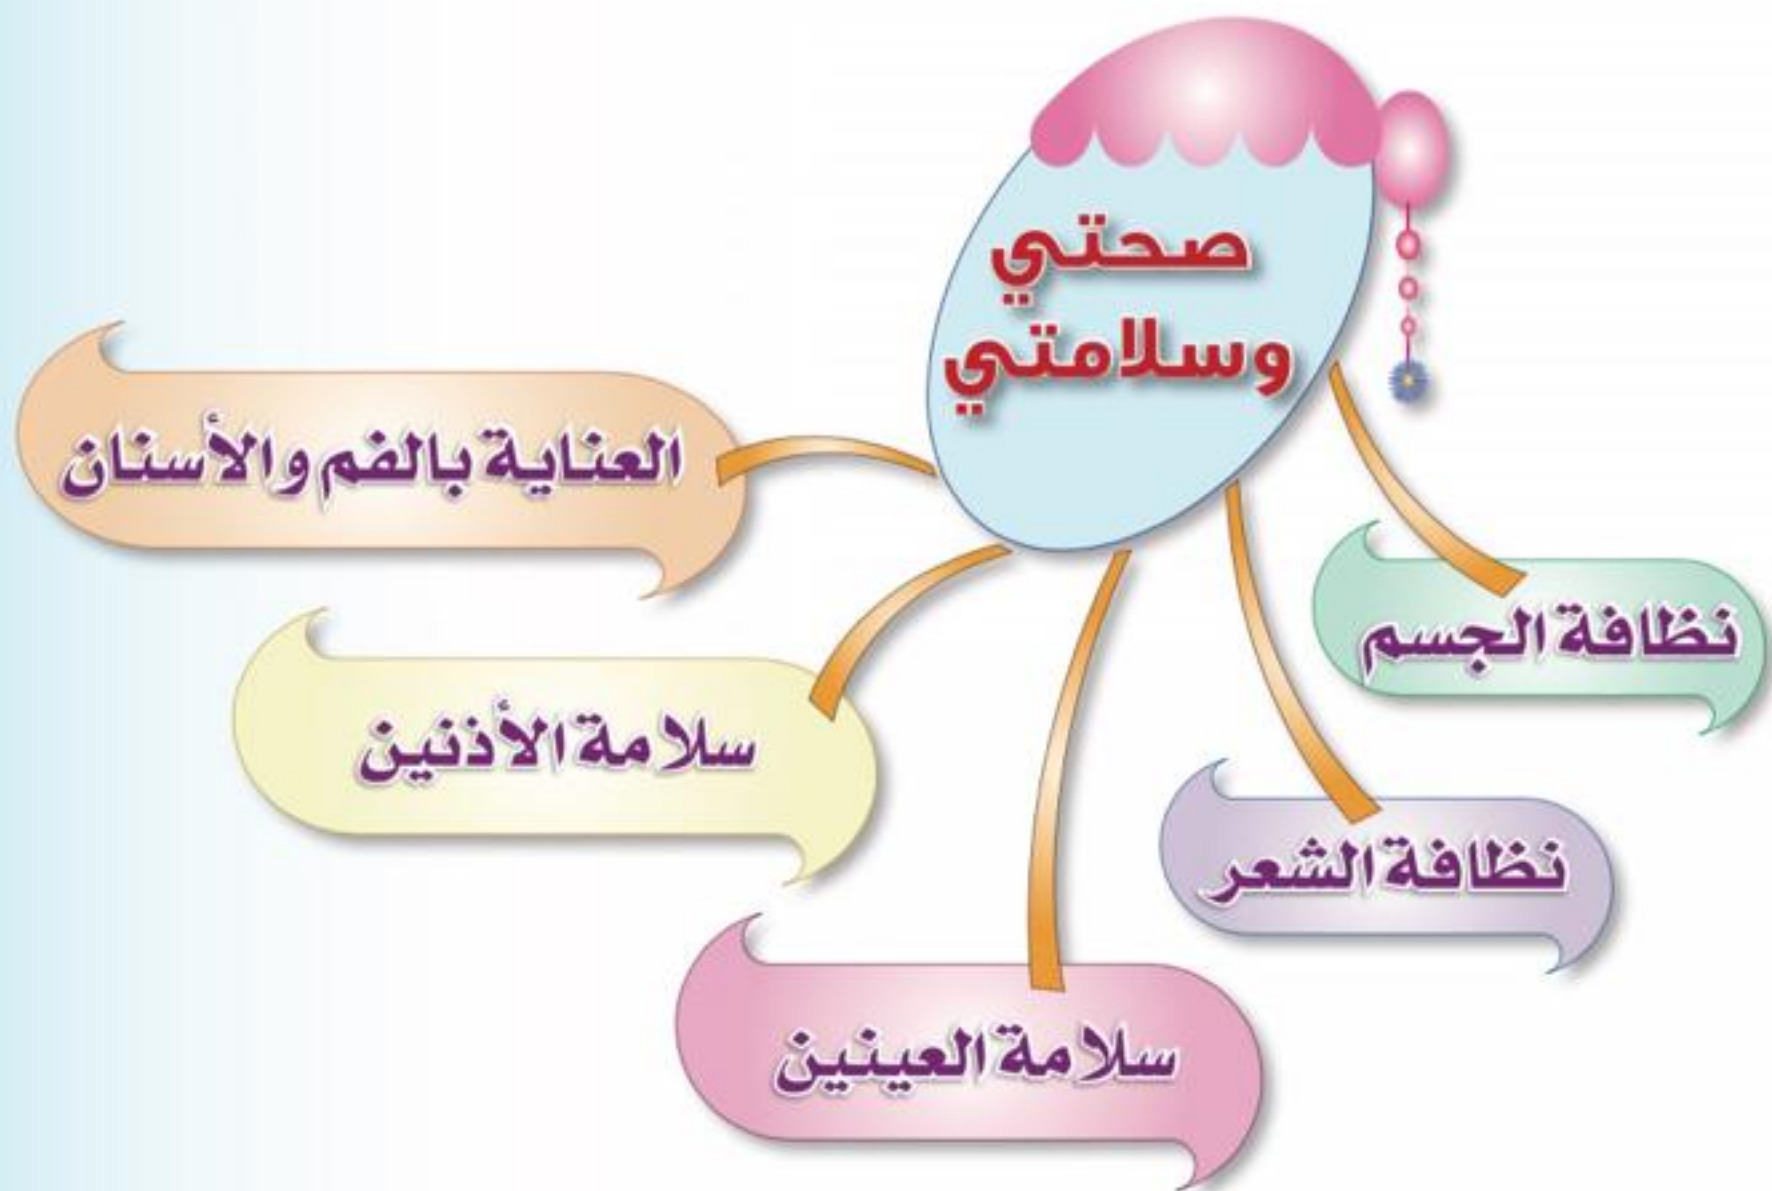 صحتي
وسلامتي
نظافة الجسم
نظافة الشعر
سلامة العينين
سلامة الأذنين
العناية بالفم والأسنان